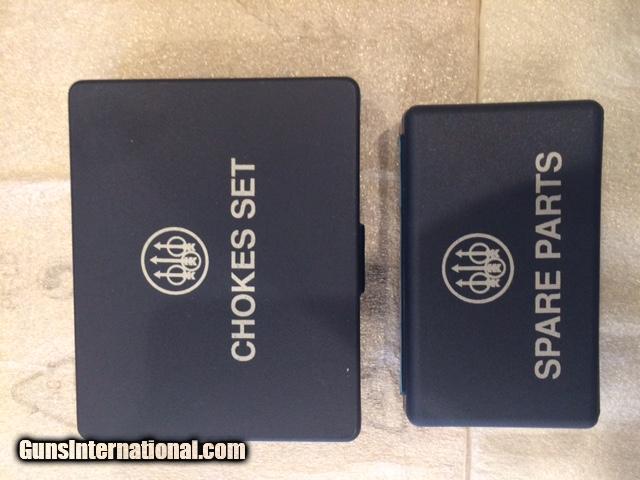 CHOKES SET
SPARE PARTS
GunsInternational.com